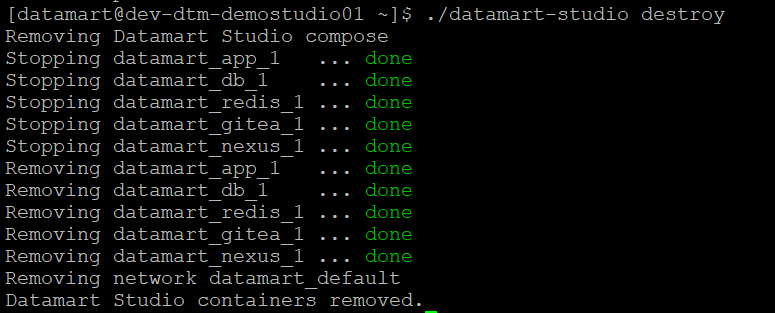 [datamart@dev-dtm-demostudio01 ~]$ ./datamart-studio destroy
Removing Datamart Studio compose
Stopping datamart_app_1   ... done
Stopping datamart_db_1    ... done
Stopping datamart_redis_1 ... done
Stopping datamart_gitea_1 ... done
Stopping datamart_nexus_1 ... done
Removing datamart_app_1   ... done
Removing datamart_db_1    ... done
Removing datamart_redis_1 ... done
Removing datamart_gitea_1 ... done
Removing datamart_nexus_1 ... done
Removing network datamart_default
Datamart Studio containers removed.